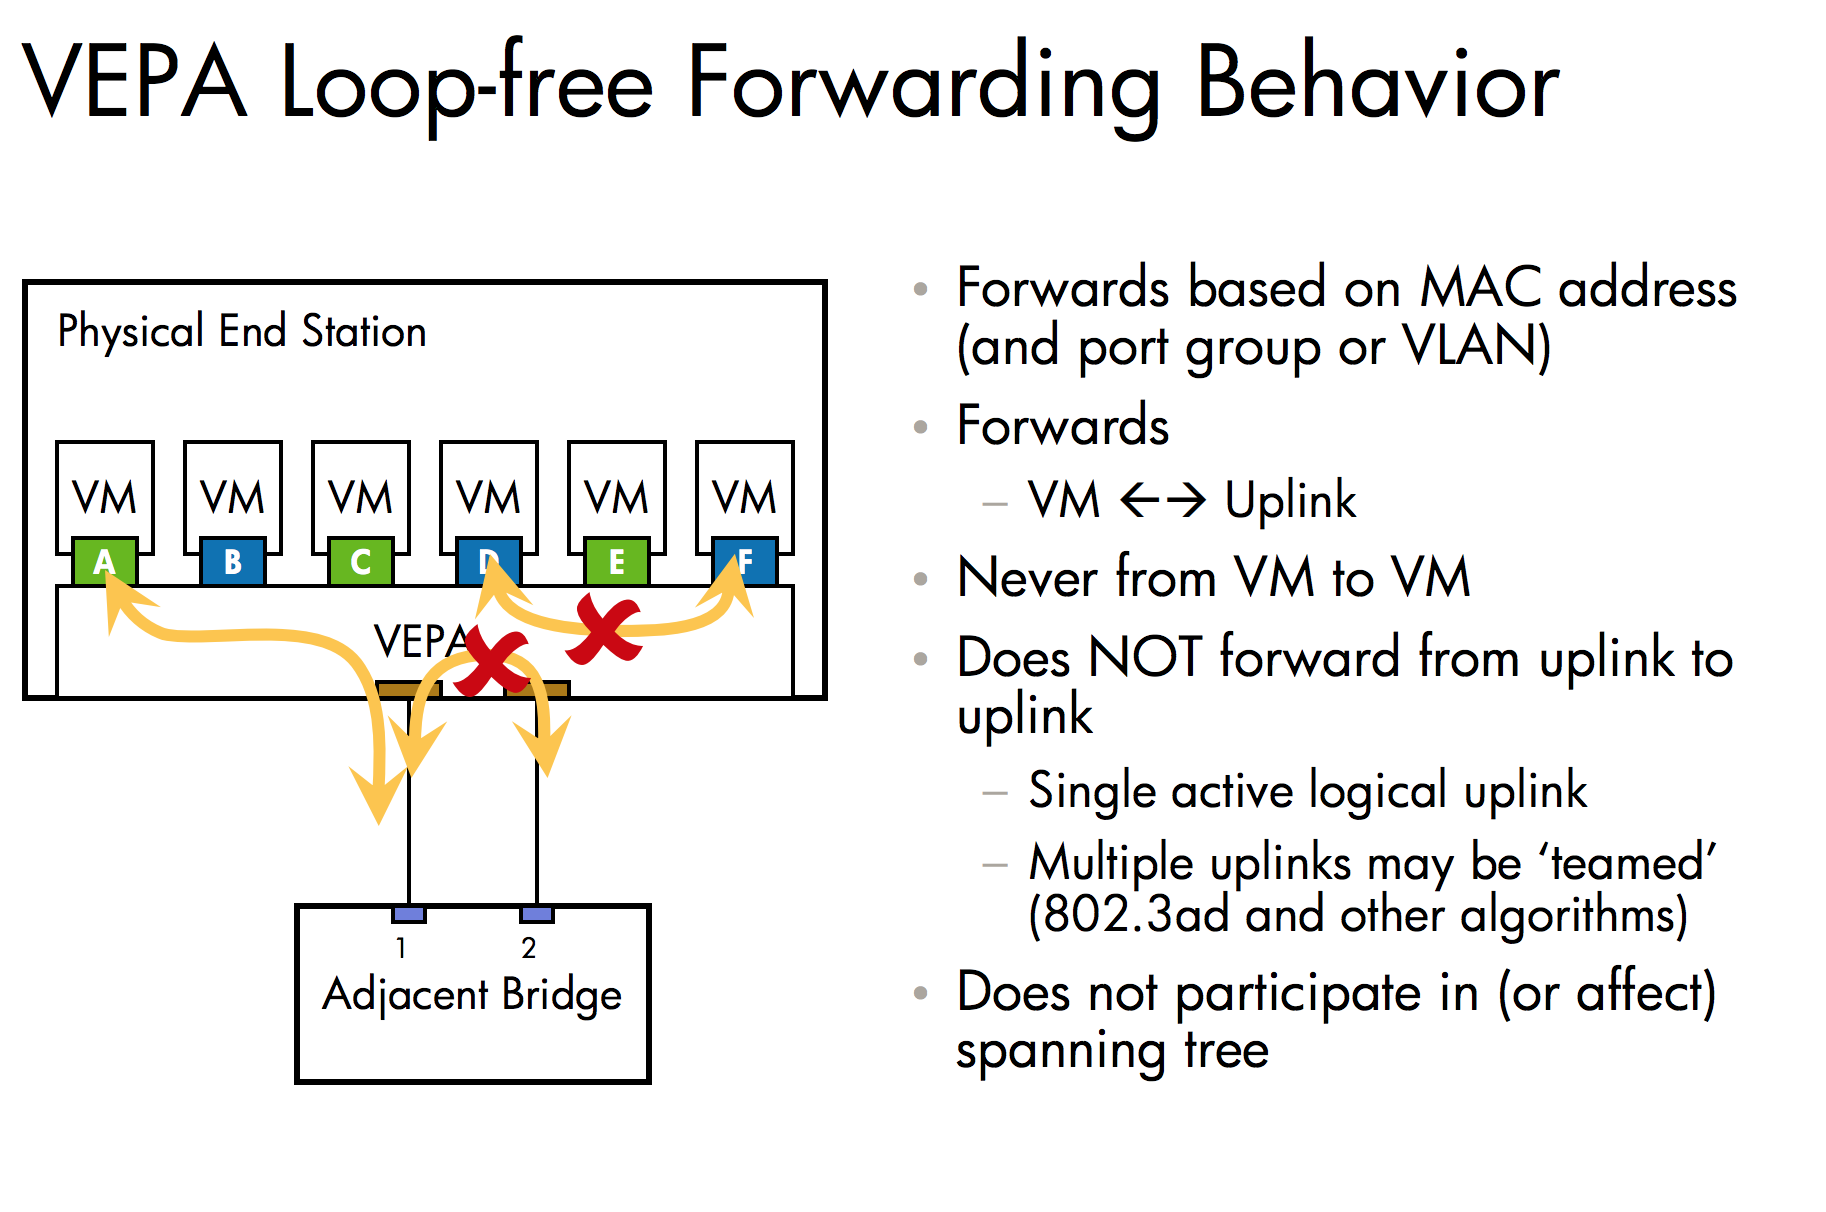 VEPA Loop-free Forwarding Behavior
Physical End Station
VM VM VM VM VM VM
A B C D E F
VEPA
1 2
Adjacent Bridge
• Forwards based on MAC address
(and port group or VLAN)
• Forwards
– VM ←→ Uplink
• Never from VM to VM
• Does NOT forward from uplink to
uplink
– Single active logical uplink
– Multiple uplinks may be ‘teamed’
(802.3ad and other algorithms)
• Does not participate in (or affect)
spanning tree